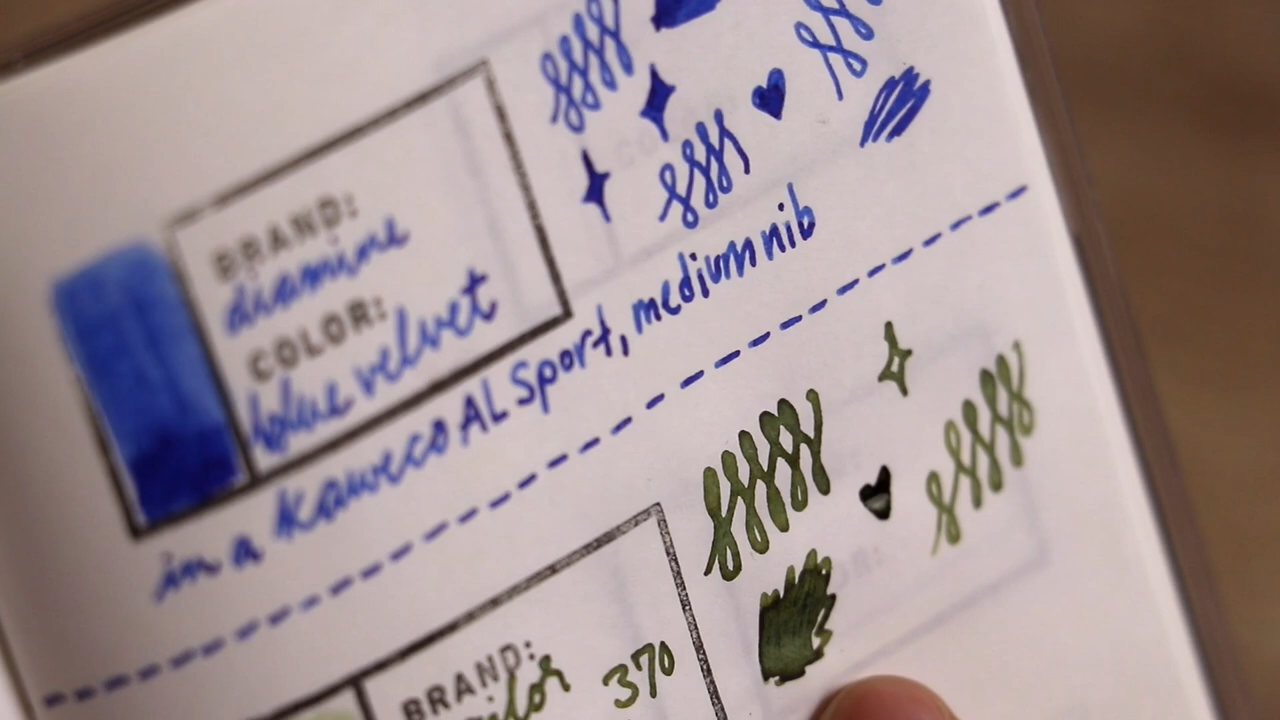 BRAND:
diamine
COLOR:
blue velvet
in a Kaweco AL Sport, medium nib
BRAND:
370